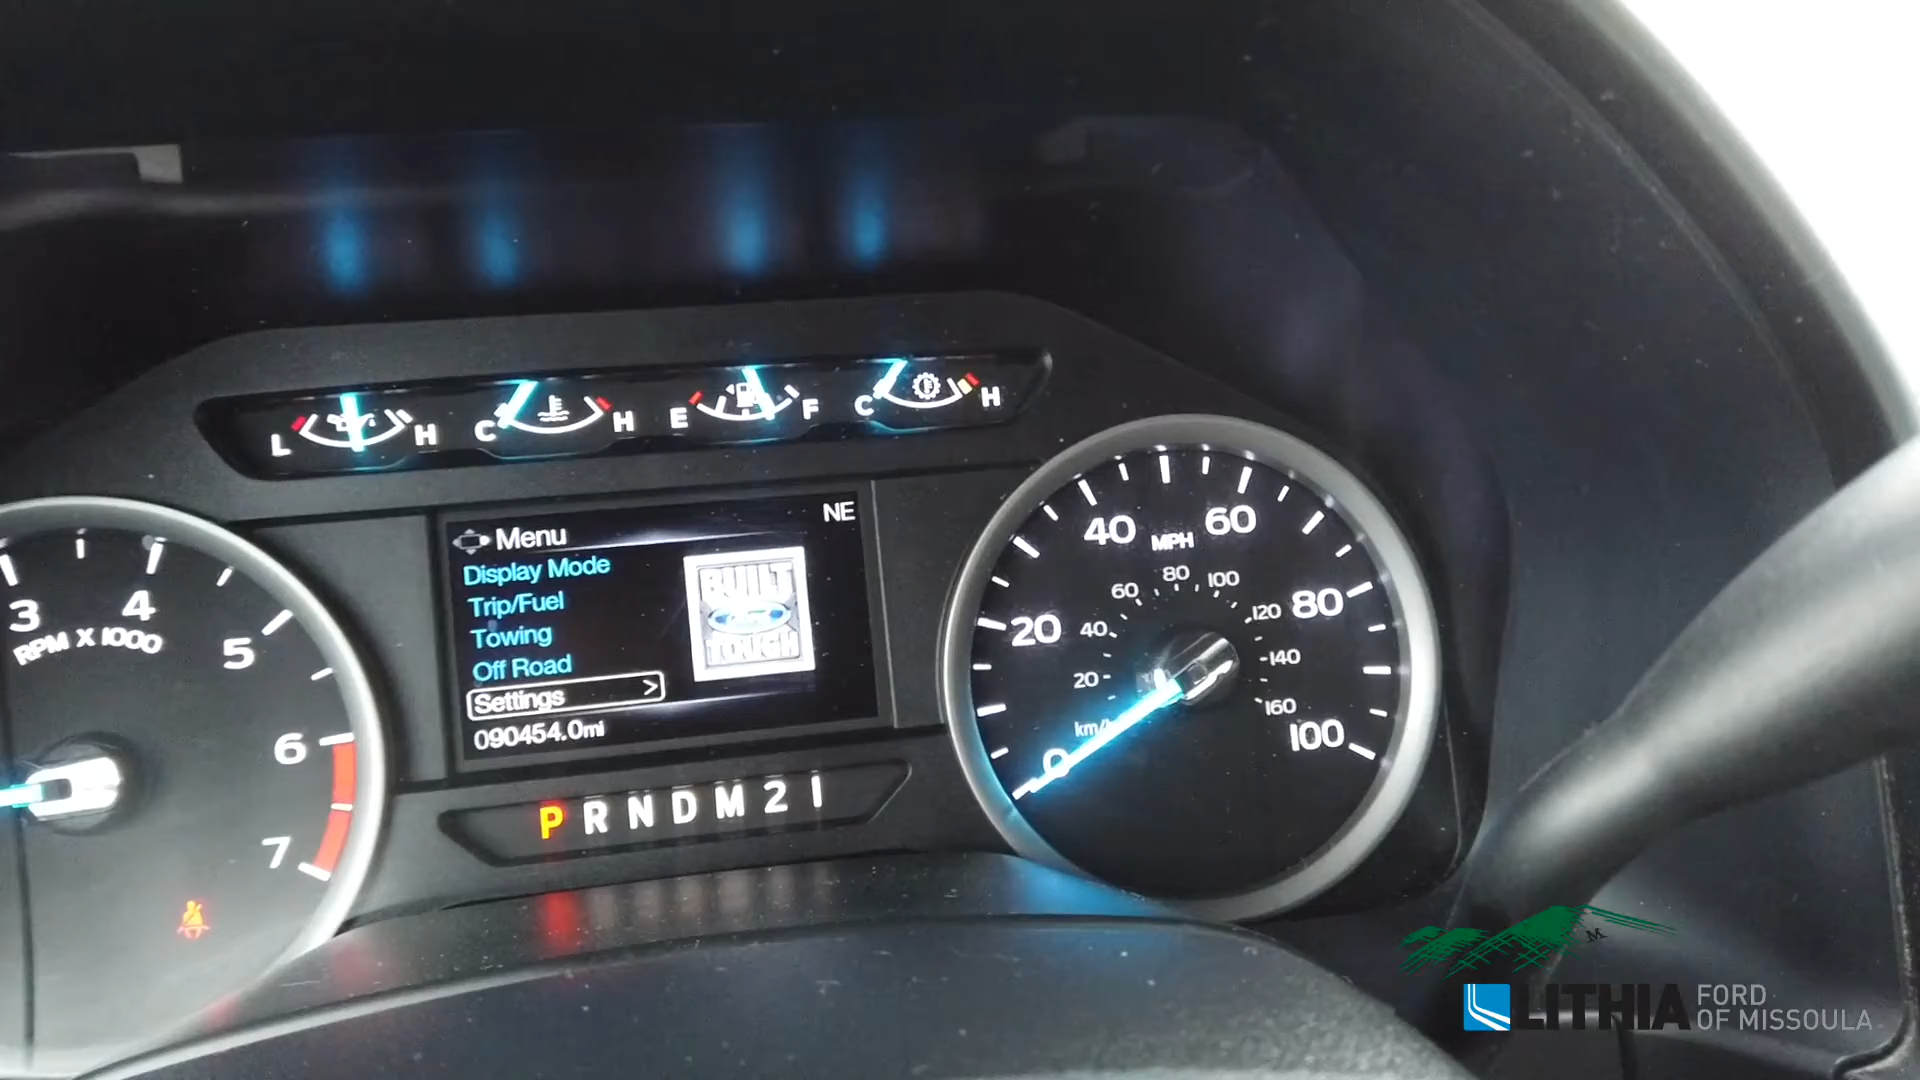 L H C H E F C H
NE
Menu
Display Mode
Trip/Fuel
Towing
Off Road
Settings >
090454.0mi
BUILT
Ford
TOUGH
3 4 5 6 7
RPM X 1000
P R N D M 2 1
0 20 40 60 80 100
MPH
20 40 60 80 100 120 140 160
km/
M
LITHIA FORD
OF MISSOULA